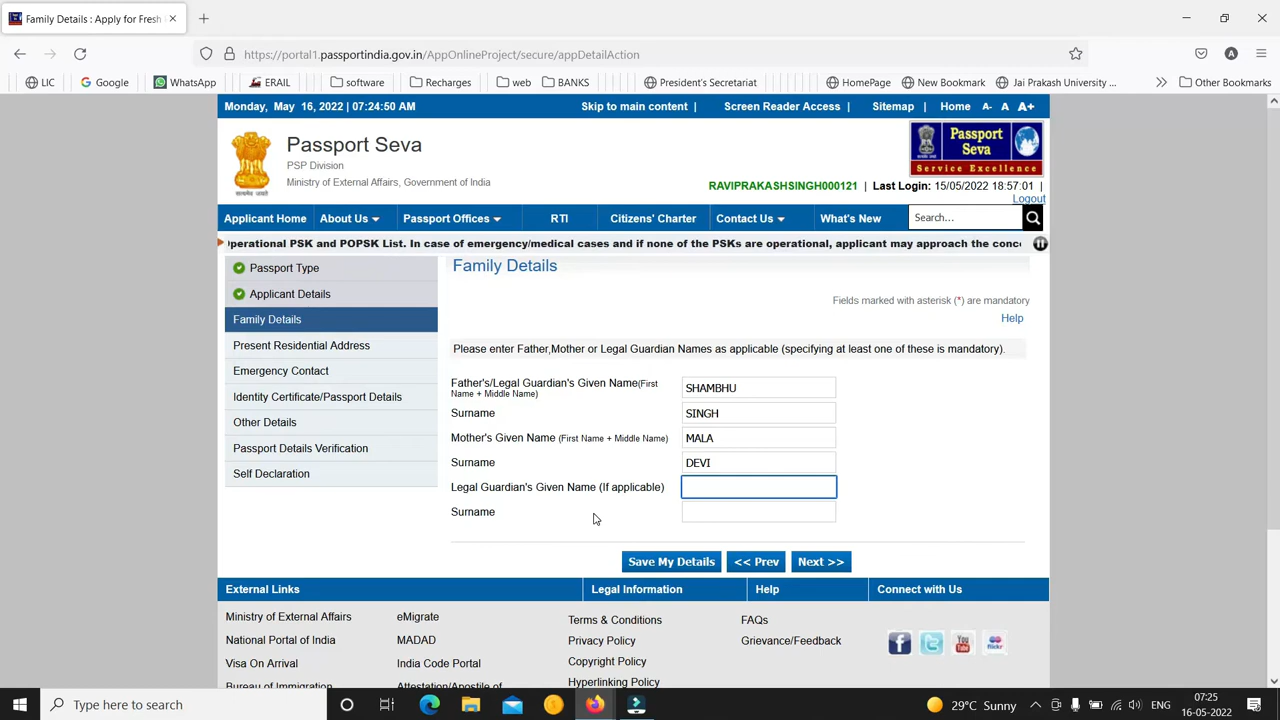 Family Details : Apply for Fresh
https://portal1.passportindia.gov.in/AppOnlineProject/secure/appDetailAction
A
LIC
Google
WhatsApp
ERAIL
software
Recharges
web
BANKS
President's Secretariat
HomePage
New Bookmark
Jai Prakash University ...
Other Bookmarks
Monday, May 16, 2022 | 07:24:50 AM
Skip to main content |
Screen Reader Access |
Sitemap |
Home
A-
A
A+
Passport Seva
PSP Division
Ministry of External Affairs, Government of India
Passport
Seva
Service Excellence
RAVIPRAKASHSINGH000121 | Last Login: 15/05/2022 18:57:01 |
Logout
Applicant Home
About Us
Passport Offices
RTI
Citizens' Charter
Contact Us
What's New
Search...
Operational PSK and POPSK List. In case of emergency/medical cases and if none of the PSKs are operational, applicant may approach the conc
Passport Type
Applicant Details
Family Details
Present Residential Address
Emergency Contact
Identity Certificate/Passport Details
Other Details
Passport Details Verification
Self Declaration
Family Details
Fields marked with asterisk (*) are mandatory
Help
Please enter Father,Mother or Legal Guardian Names as applicable (specifying at least one of these is mandatory).
Father's/Legal Guardian's Given Name(First
Name + Middle Name)
SHAMBHU
Surname
SINGH
Mother's Given Name (First Name + Middle Name)
MALA
Surname
DEVI
Legal Guardian's Given Name (If applicable)
Surname
Save My Details
<< Prev
Next >>
External Links
Legal Information
Help
Connect with Us
Ministry of External Affairs
eMigrate
Terms & Conditions
FAQs
National Portal of India
MADAD
Privacy Policy
Grievance/Feedback
Visa On Arrival
India Code Portal
Copyright Policy
Bureau of Immigration
Attestation/Apostle of
Hyperlinking Policy
Type here to search
29°C Sunny
ENG
07:25
16-05-2022